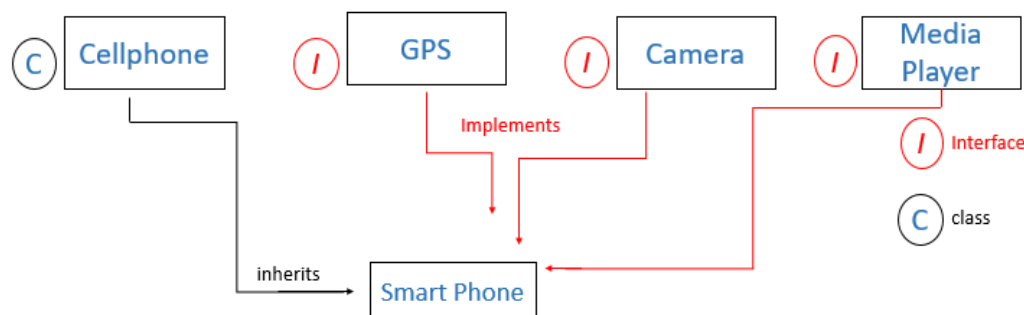 C
Cellphone
I
GPS
I
Camera
I
Media
Player
Implements
I
Interface
C
class
inherits
Smart Phone